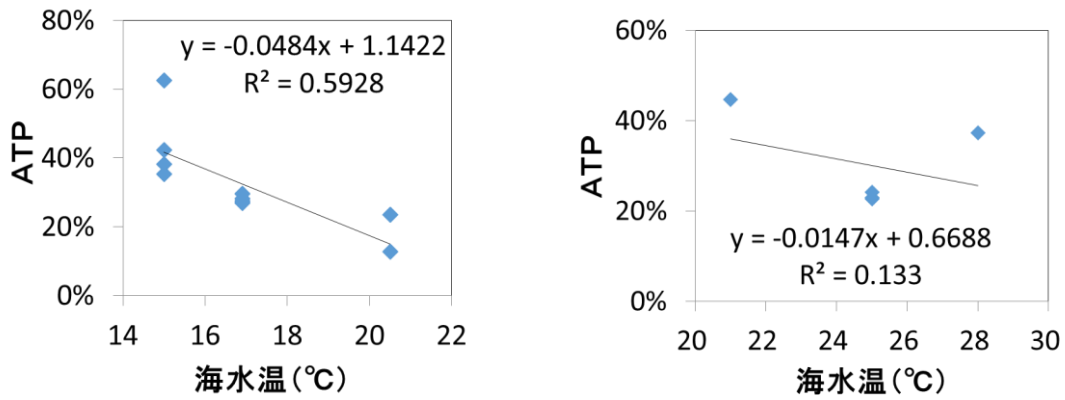 80%
60%
40%
20%
0%
ATP
y = -0.0484x + 1.1422
R² = 0.5928
14 16 18 20 22
海水温(℃)
60%
40%
20%
0%
ATP
y = -0.0147x + 0.6688
R² = 0.133
20 22 24 26 28 30
海水温(℃)